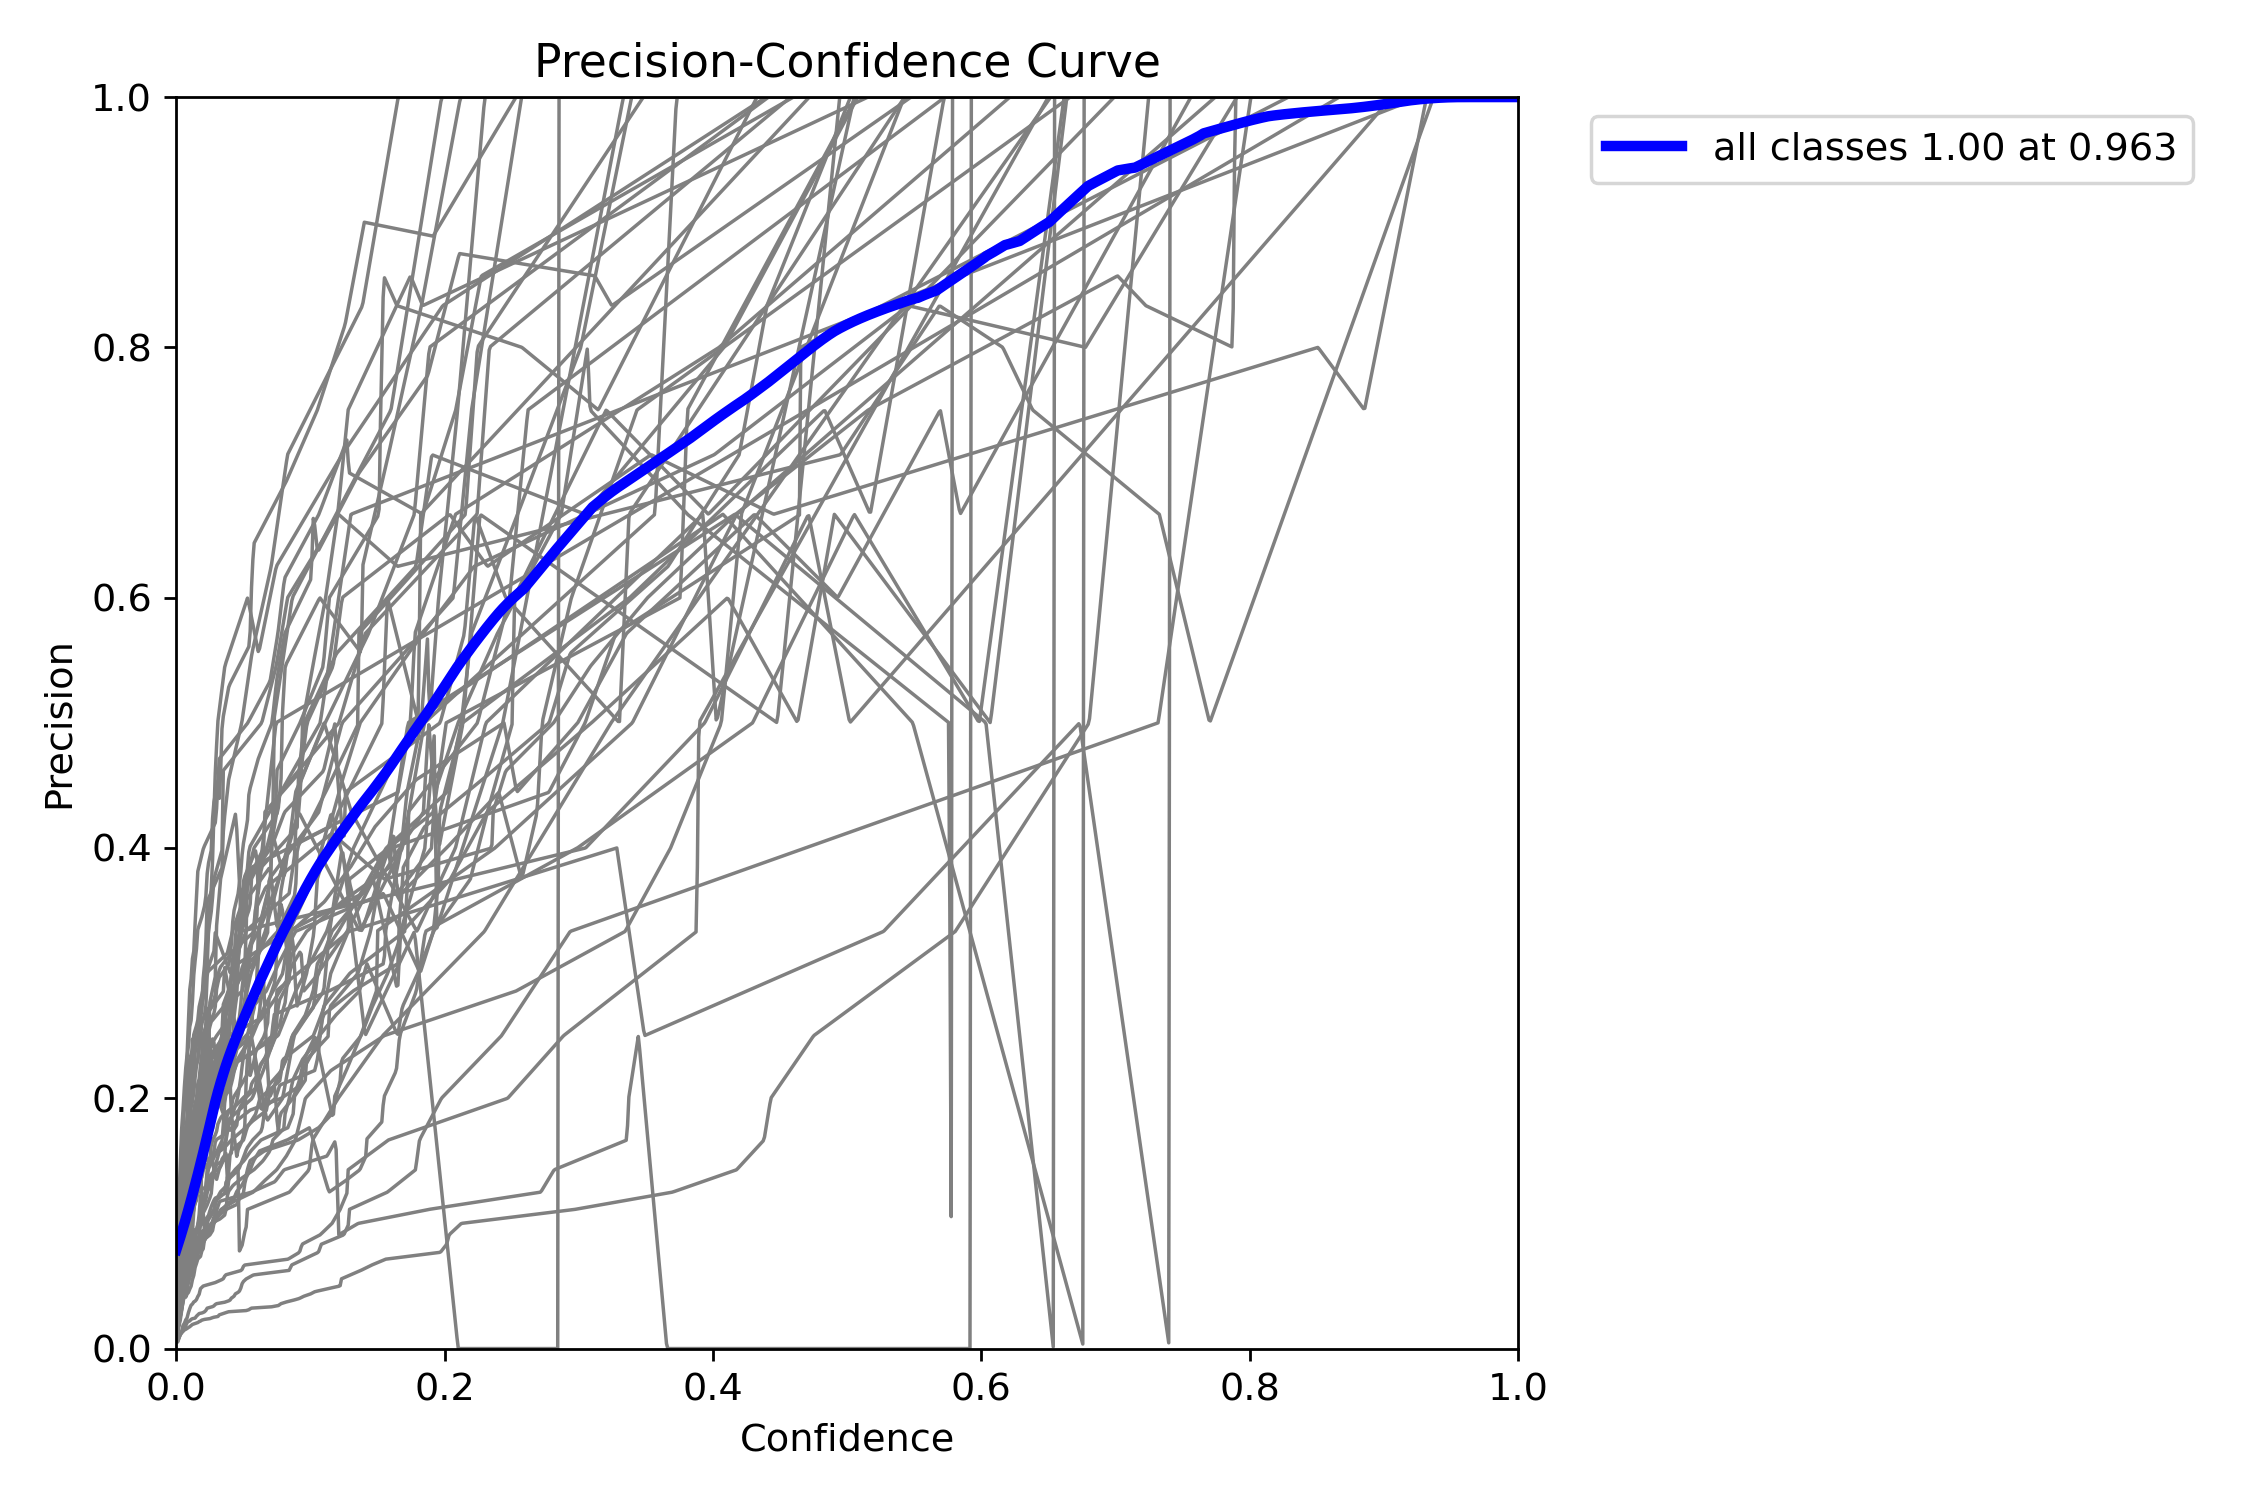 Precision-Confidence Curve
all classes 1.00 at 0.963
1.0
0.8
0.6
0.4
0.2
0.0
Precision
0.0 0.2 0.4 0.6 0.8 1.0
Confidence